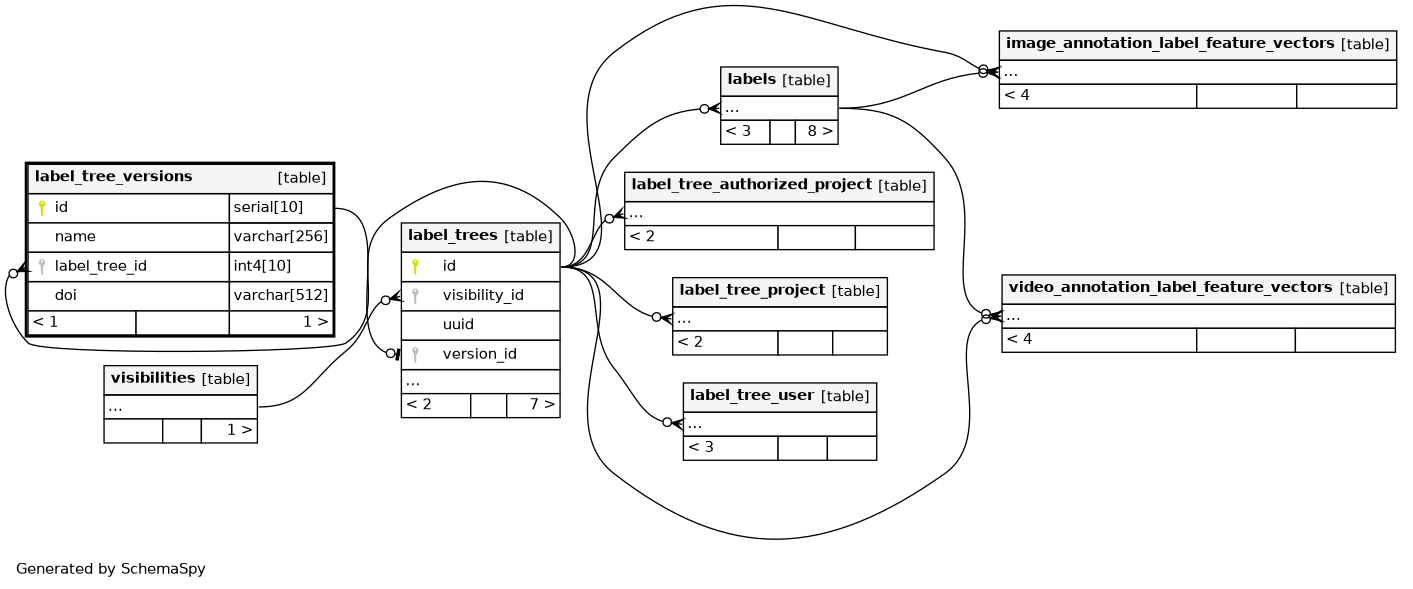 label_tree_versions [table]
id serial[10]
name varchar[256]
label_tree_id int4[10]
doi varchar[512]
< 1 1 >
visibilities [table]
...
1 >
label_trees [table]
id
visibility_id
uuid
version_id
...
< 2 7 >
labels [table]
...
< 3 8 >
label_tree_authorized_project [table]
...
< 2
label_tree_project [table]
...
< 2
label_tree_user [table]
...
< 3
image_annotation_label_feature_vectors [table]
...
< 4
video_annotation_label_feature_vectors [table]
...
< 4
Generated by SchemaSpy